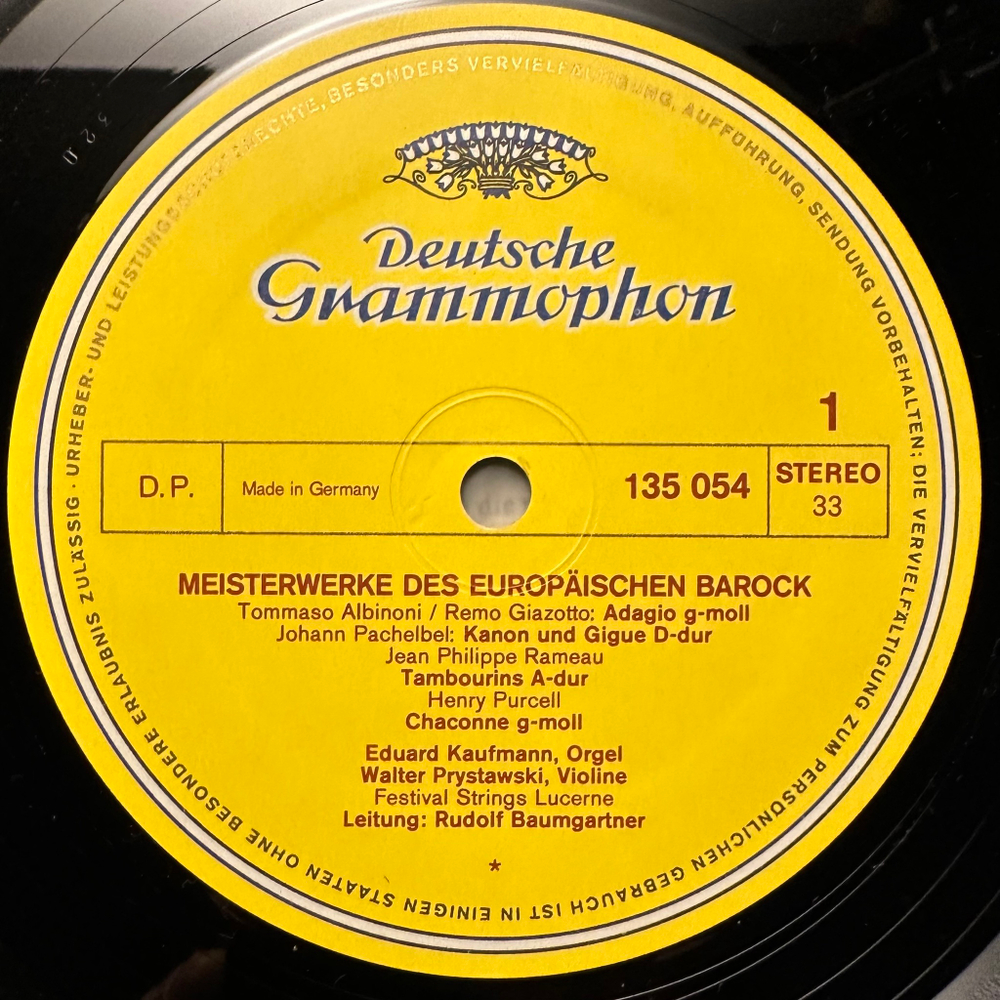 URHEBER- UND LEISTUNGSSCHUTZRECHTE, BESONDERS VERVIELFÄLTIGUNG, AUFFÜHRUNG, SENDUNG VORBEHALTEN; DIE VERVIELFÄLTIGUNG ZUM PERSÖNLICHEN GEBRAUCH IST IN EINIGEN STAATEN OHNE BESONDERE ERLAUBNIS ZULÄSSIG ·
Deutsche
Grammophon
1
D.P.
Made in Germany
135 054
STEREO
33
MEISTERWERKE DES EUROPÄISCHEN BAROCK
Tommaso Albinoni / Remo Giazotto: Adagio g-moll
Johann Pachelbel: Kanon und Gigue D-dur
Jean Philippe Rameau
Tambourins A-dur
Henry Purcell
Chaconne g-moll
Eduard Kaufmann, Orgel
Walter Prystawski, Violine
Festival Strings Lucerne
Leitung: Rudolf Baumgartner
*
320